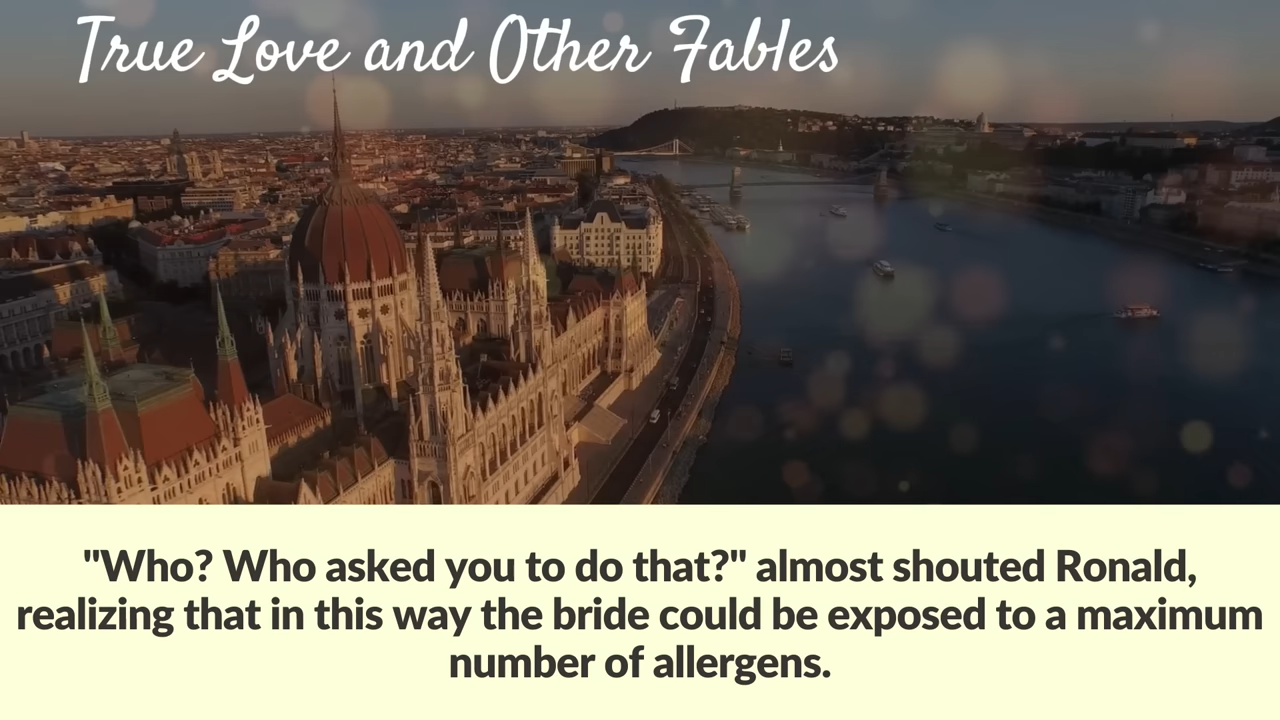 True Love and Other Fables
"Who? Who asked you to do that?" almost shouted Ronald,
realizing that in this way the bride could be exposed to a maximum
number of allergens.